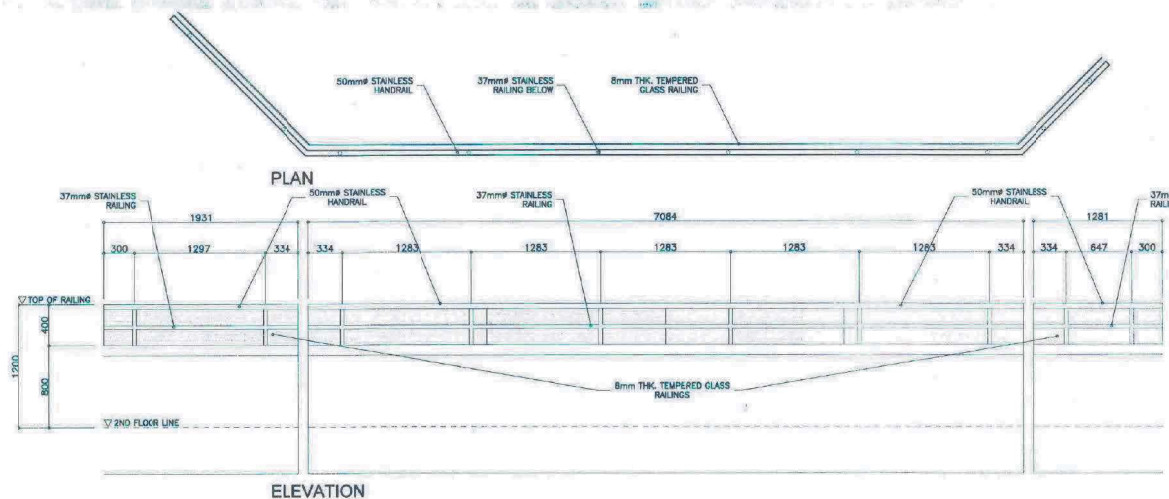 50mmø STAINLESS
HANDRAIL
37mmø STAINLESS
RAILING BELOW
8mm THK. TEMPERED
GLASS RAILING
PLAN
37mmø STAINLESS
RAILING
50mmø STAINLESS
HANDRAIL
37mmø STAINLESS
RAILING
50mmø STAINLESS
HANDRAIL
37m
RAIL
1931
7084
1281
300 1297 334 334 1283 1283 1283 1283 1283 334 334 647 300
TOP OF RAILING
400
1200
800
8mm THK. TEMPERED GLASS
RAILINGS
2ND FLOOR LINE
ELEVATION